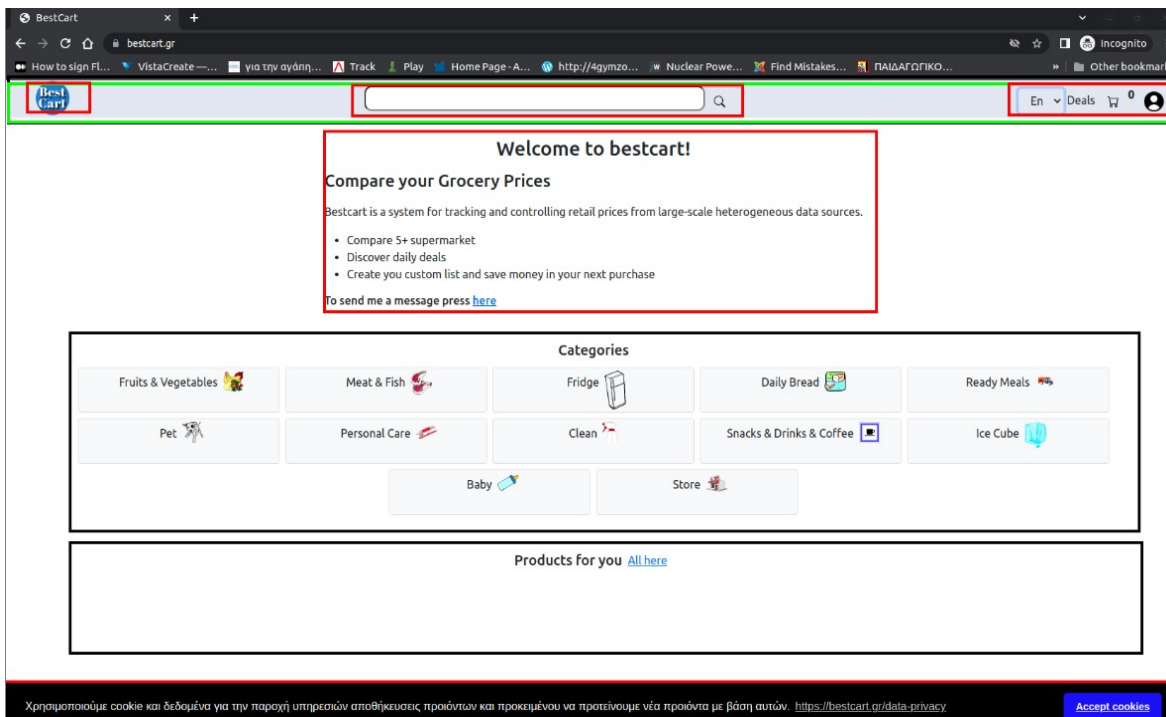 BestCart
bestcart.gr
Incognito
How to sign Fl... VistaCreate —... για την αγάπη... Track Play Home Page - A... http://4gymzo... Nuclear Powe... Find Mistakes... ΠΑΙΔΑΓΩΓΙΚΟ... » Other bookmar
Best
Cart
En Deals 0
Welcome to bestcart!
Compare your Grocery Prices
Bestcart is a system for tracking and controlling retail prices from large-scale heterogeneous data sources.
• Compare 5+ supermarket
• Discover daily deals
• Create you custom list and save money in your next purchase
To send me a message press here
Categories
Fruits & Vegetables Meat & Fish Fridge Daily Bread Ready Meals
Pet Personal Care Clean Snacks & Drinks & Coffee Ice Cube
Baby Store
Products for you All here
Χρησιμοποιούμε cookie και δεδομένα για την παροχή υπηρεσιών αποθήκευσεις προιόντων και προκειμένου να προτείνουμε νέα προιόντα με βάση αυτών. https://bestcart.gr/data-privacy Accept cookies